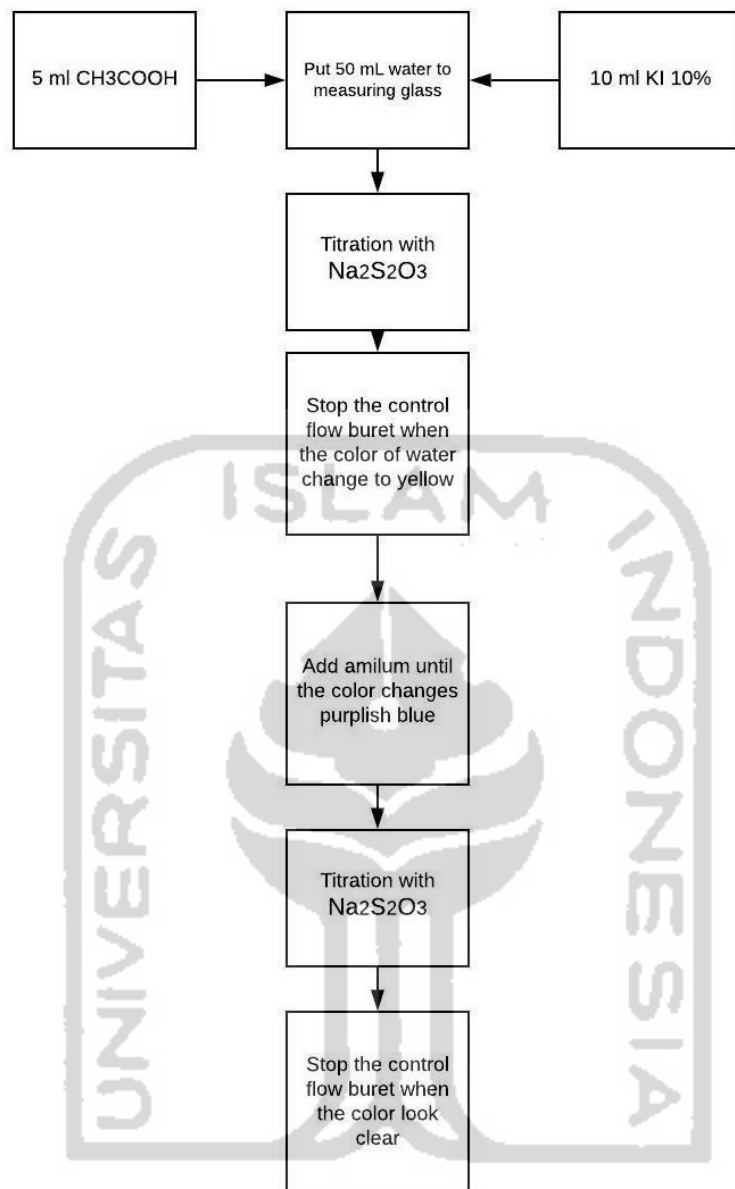 5 ml CH3COOH
Put 50 mL water to
measuring glass
10 ml KI 10%
Titration with
Na2S2O3
Stop the control
flow buret when
the color of water
change to yellow
Add amilum until
the color changes
purplish blue
Titration with
Na2S2O3
Stop the control
flow buret when
the color look
clear
UNIVERSITAS
ISLAM
INDONESIA